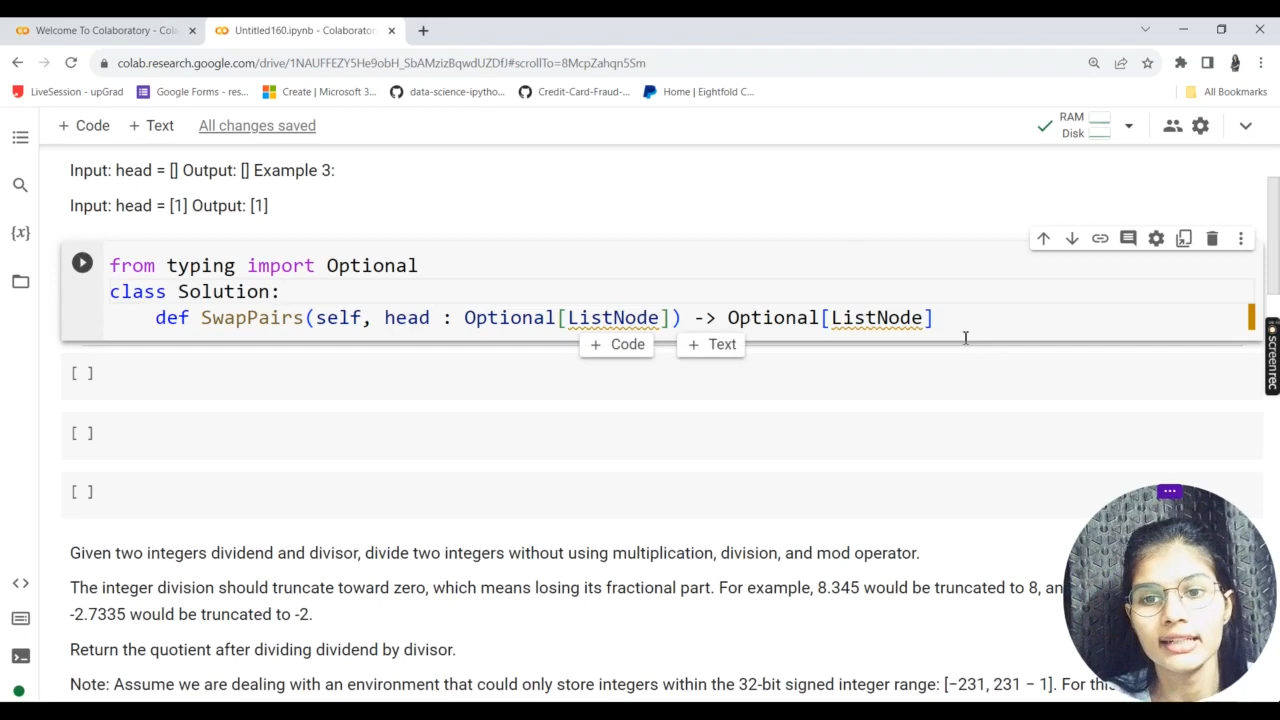 Welcome To Colaboratory - Cola
Untitled160.ipynb - Colaborator
colab.research.google.com/drive/1NAUFFEZY5He9obH_SbAMzizBqwdUZDfJ#scrollTo=8McpZahqn5Sm
LiveSession - upGrad
Google Forms - res...
Create | Microsoft 3...
data-science-ipytho...
Credit-Card-Fraud-...
Home | Eightfold C...
All Bookmarks
+ Code + Text All changes saved
RAM
Disk
Input: head = [] Output: [] Example 3:
Input: head = [1] Output: [1]
from typing import Optional
class Solution:
def SwapPairs(self, head : Optional[ListNode]) -> Optional[ListNode]
+ Code + Text
[ ]
[ ]
[ ]
{x}
<>
screenrec
Given two integers dividend and divisor, divide two integers without using multiplication, division, and mod operator.
The integer division should truncate toward zero, which means losing its fractional part. For example, 8.345 would be truncated to 8, an
-2.7335 would be truncated to -2.
Return the quotient after dividing dividend by divisor.
Note: Assume we are dealing with an environment that could only store integers within the 32-bit signed integer range: [−231, 231 − 1]. For this